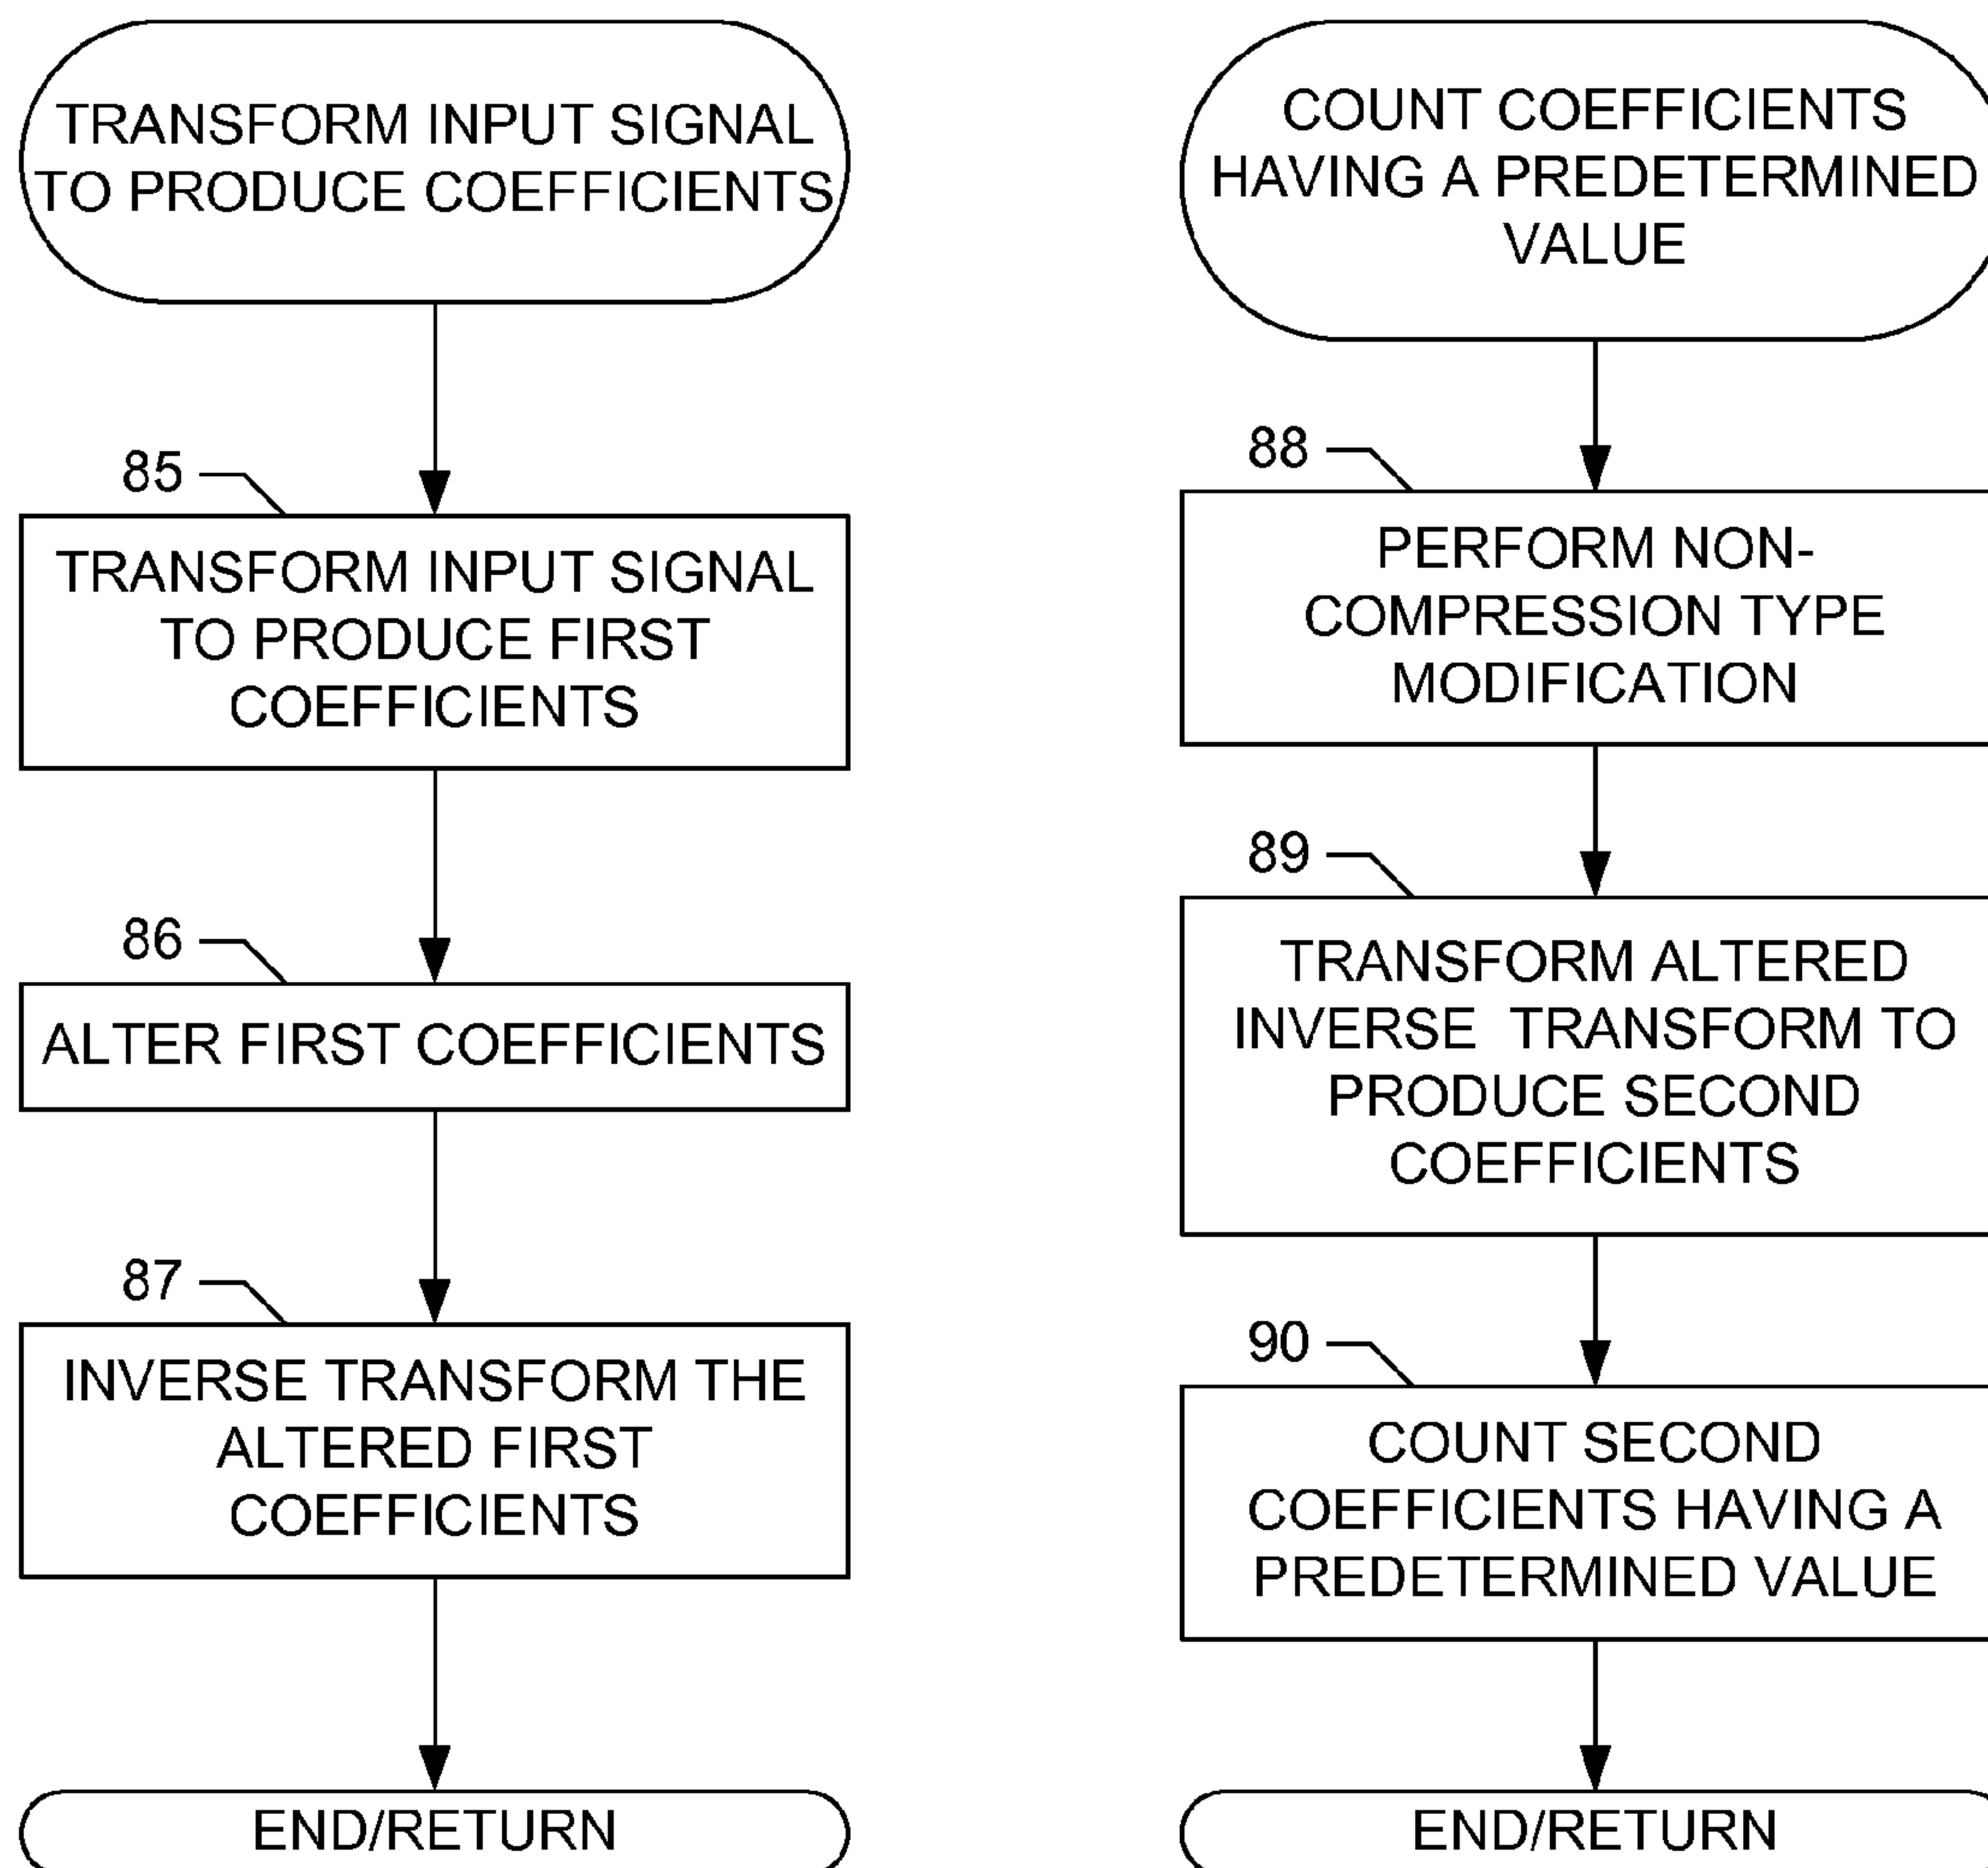 TRANSFORM INPUT SIGNAL
TO PRODUCE COEFFICIENTS
85
TRANSFORM INPUT SIGNAL
TO PRODUCE FIRST
COEFFICIENTS
86
ALTER FIRST COEFFICIENTS
87
INVERSE TRANSFORM THE
ALTERED FIRST
COEFFICIENTS
END/RETURN
COUNT COEFFICIENTS
HAVING A PREDETERMINED
VALUE
88
PERFORM NON-
COMPRESSION TYPE
MODIFICATION
89
TRANSFORM ALTERED
INVERSE TRANSFORM TO
PRODUCE SECOND
COEFFICIENTS
90
COUNT SECOND
COEFFICIENTS HAVING A
PREDETERMINED VALUE
END/RETURN